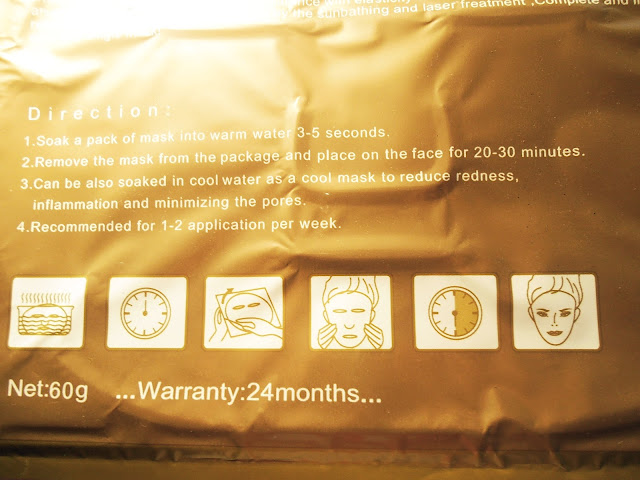 with elasticity
the sunbathing and laser treatment ,Complete and
Direction:
1.Soak a pack of mask into warm water 3-5 seconds.
2.Remove the mask from the package and place on the face for 20-30 minutes.
3.Can be also soaked in cool water as a cool mask to reduce redness,
inflammation and minimizing the pores.
4.Recommended for 1-2 application per week.
Net:60g ...Warranty:24months...